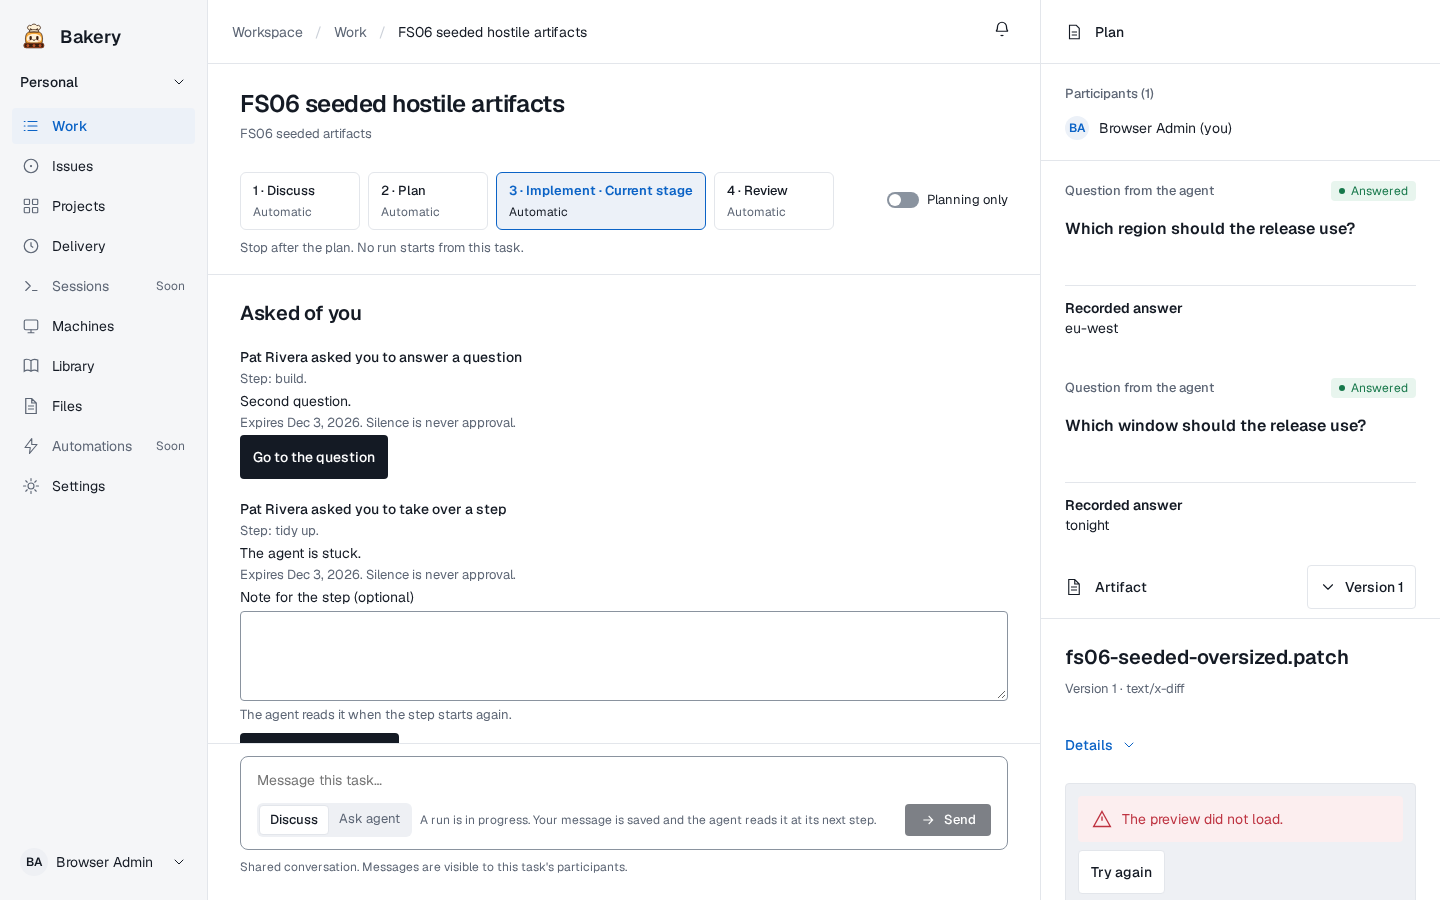 Bakery
Personal
Work
Issues
Projects
Delivery
Sessions Soon
Machines
Library
Files
Automations Soon
Settings
BA Browser Admin
Workspace / Work / FS06 seeded hostile artifacts
FS06 seeded hostile artifacts
FS06 seeded artifacts
1 · Discuss
Automatic
2 · Plan
Automatic
3 · Implement · Current stage
Automatic
4 · Review
Automatic
Planning only
Stop after the plan. No run starts from this task.
Asked of you
Pat Rivera asked you to answer a question
Step: build.
Second question.
Expires Dec 3, 2026. Silence is never approval.
Go to the question
Pat Rivera asked you to take over a step
Step: tidy up.
The agent is stuck.
Expires Dec 3, 2026. Silence is never approval.
Note for the step (optional)
The agent reads it when the step starts again.
Message this task...
Discuss Ask agent A run is in progress. Your message is saved and the agent reads it at its next step. Send
Shared conversation. Messages are visible to this task's participants.
Plan
Participants (1)
BA Browser Admin (you)
Question from the agent Answered
Which region should the release use?
Recorded answer
eu-west
Question from the agent Answered
Which window should the release use?
Recorded answer
tonight
Artifact Version 1
fs06-seeded-oversized.patch
Version 1 · text/x-diff
Details
The preview did not load.
Try again